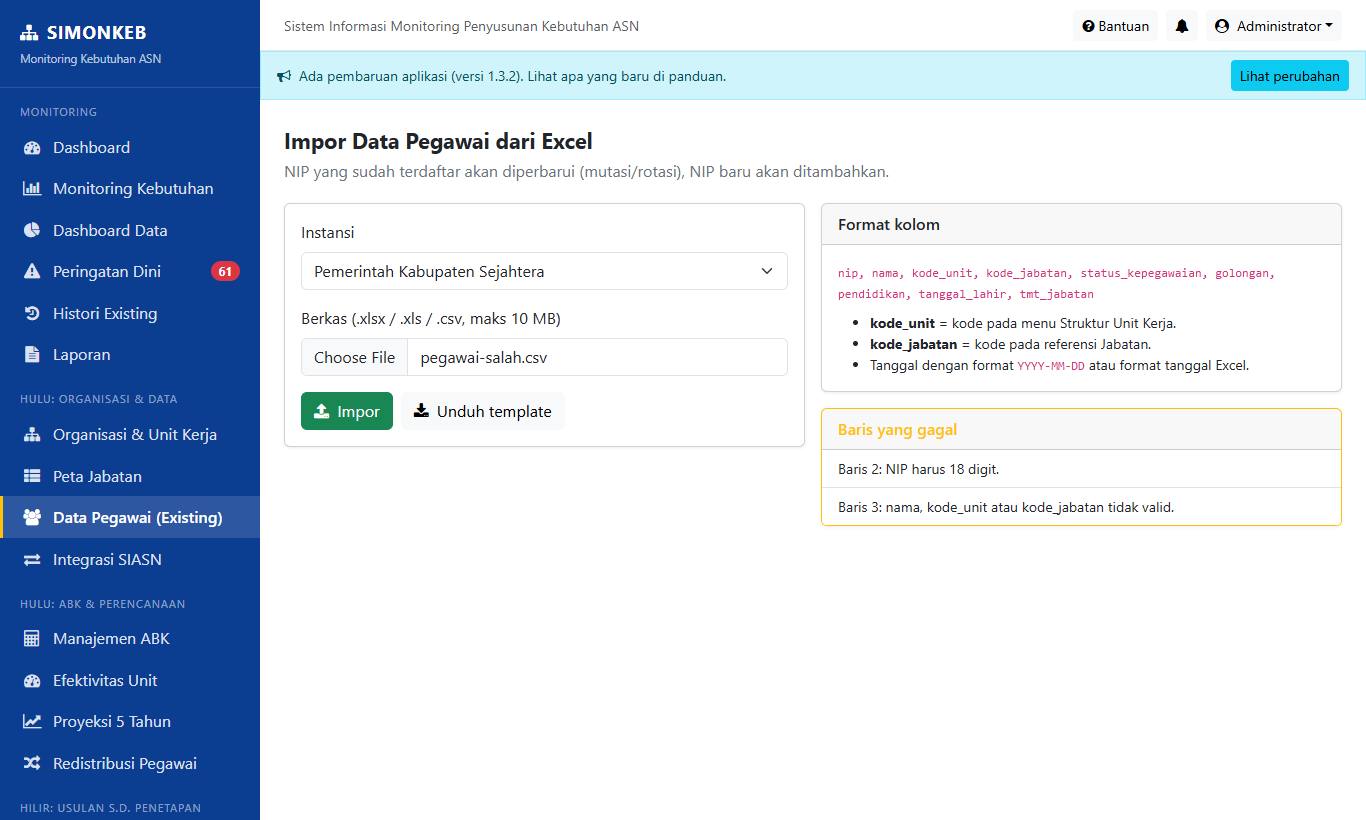 SIMONKEB
Monitoring Kebutuhan ASN
MONITORING
Dashboard
Monitoring Kebutuhan
Dashboard Data
Peringatan Dini 61
Histori Existing
Laporan
HULU: ORGANISASI & DATA
Organisasi & Unit Kerja
Peta Jabatan
Data Pegawai (Existing)
Integrasi SIASN
HULU: ABK & PERENCANAAN
Manajemen ABK
Efektivitas Unit
Proyeksi 5 Tahun
Redistribusi Pegawai
HILIR: USULAN S.D. PENETAPAN
Sistem Informasi Monitoring Penyusunan Kebutuhan ASN
Bantuan
Administrator
Ada pembaruan aplikasi (versi 1.3.2). Lihat apa yang baru di panduan.
Lihat perubahan
Impor Data Pegawai dari Excel
NIP yang sudah terdaftar akan diperbarui (mutasi/rotasi), NIP baru akan ditambahkan.
Instansi
Pemerintah Kabupaten Sejahtera
Berkas (.xlsx / .xls / .csv, maks 10 MB)
Choose File pegawai-salah.csv
Impor
Unduh template
Format kolom
nip, nama, kode_unit, kode_jabatan, status_kepegawaian, golongan,
pendidikan, tanggal_lahir, tmt_jabatan
kode_unit = kode pada menu Struktur Unit Kerja.
kode_jabatan = kode pada referensi Jabatan.
Tanggal dengan format YYYY-MM-DD atau format tanggal Excel.
Baris yang gagal
Baris 2: NIP harus 18 digit.
Baris 3: nama, kode_unit atau kode_jabatan tidak valid.